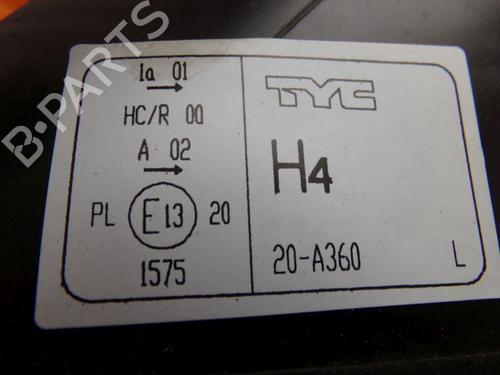 1a 01
HC/R 00
A 02
PL E13 20
1575
TYC
H4
20-A360 L
B-PARTS